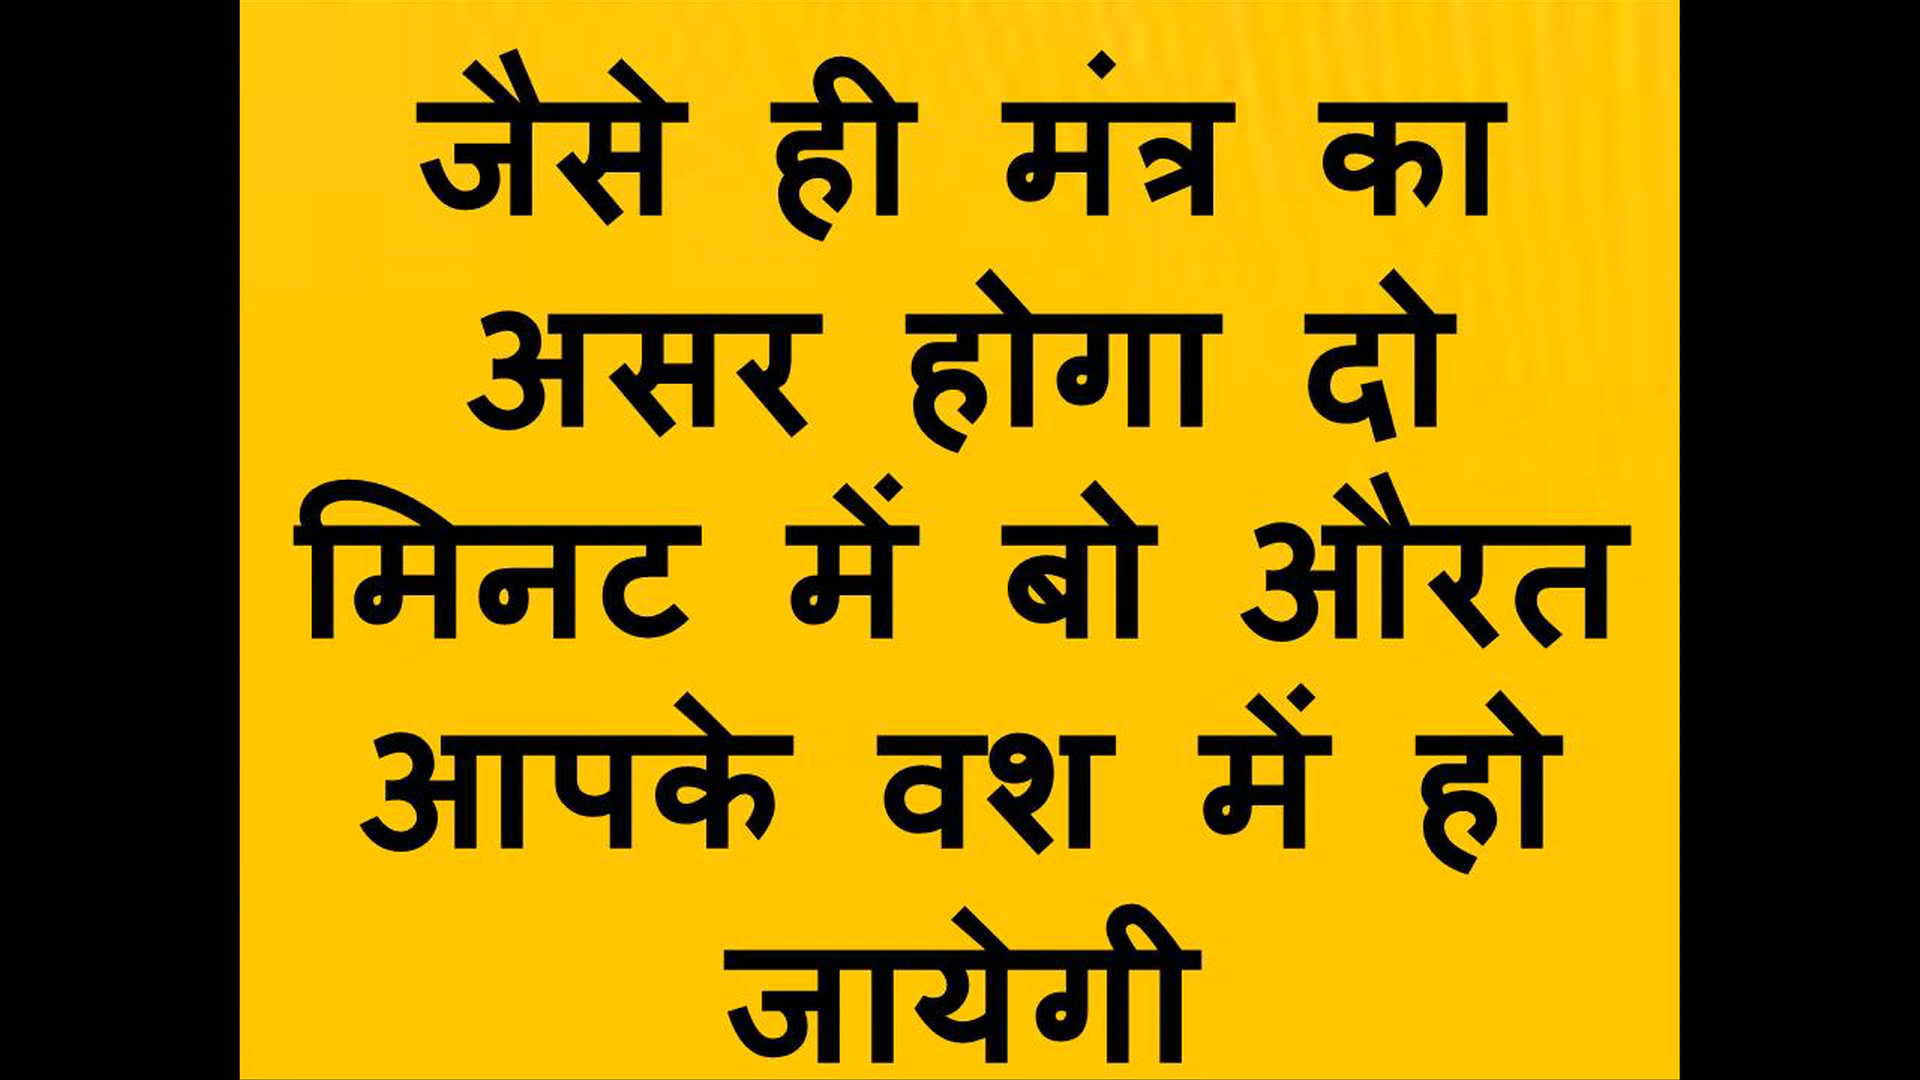 जैसे ही मंत्र का
असर होगा दो
मिनट में बो औरत
आपके वश में हो
जायेगी